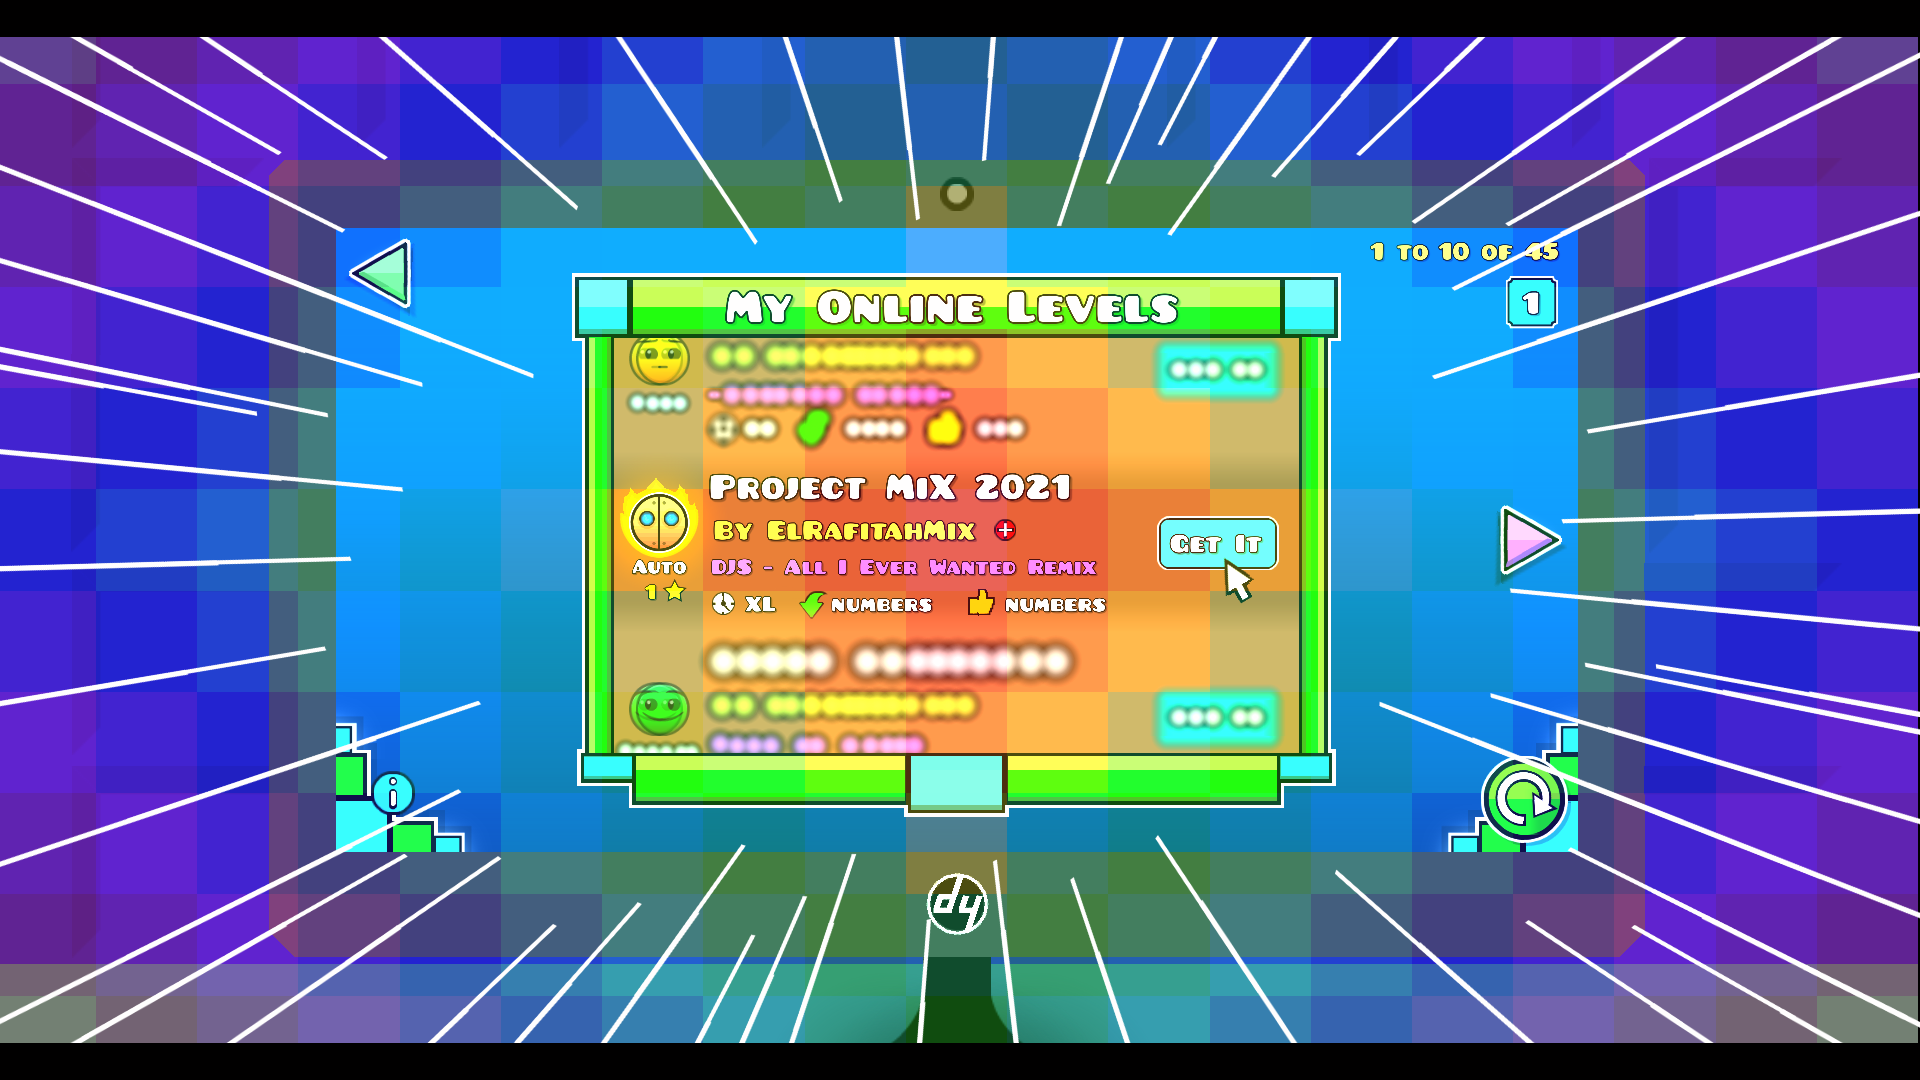 1 to 10 of 45
1
My Online Levels
Project MiX 2021
By ElRafitahMix
Get It
DJS - All I Ever Wanted Remix
Auto
1
XL numbers numbers
i
dy